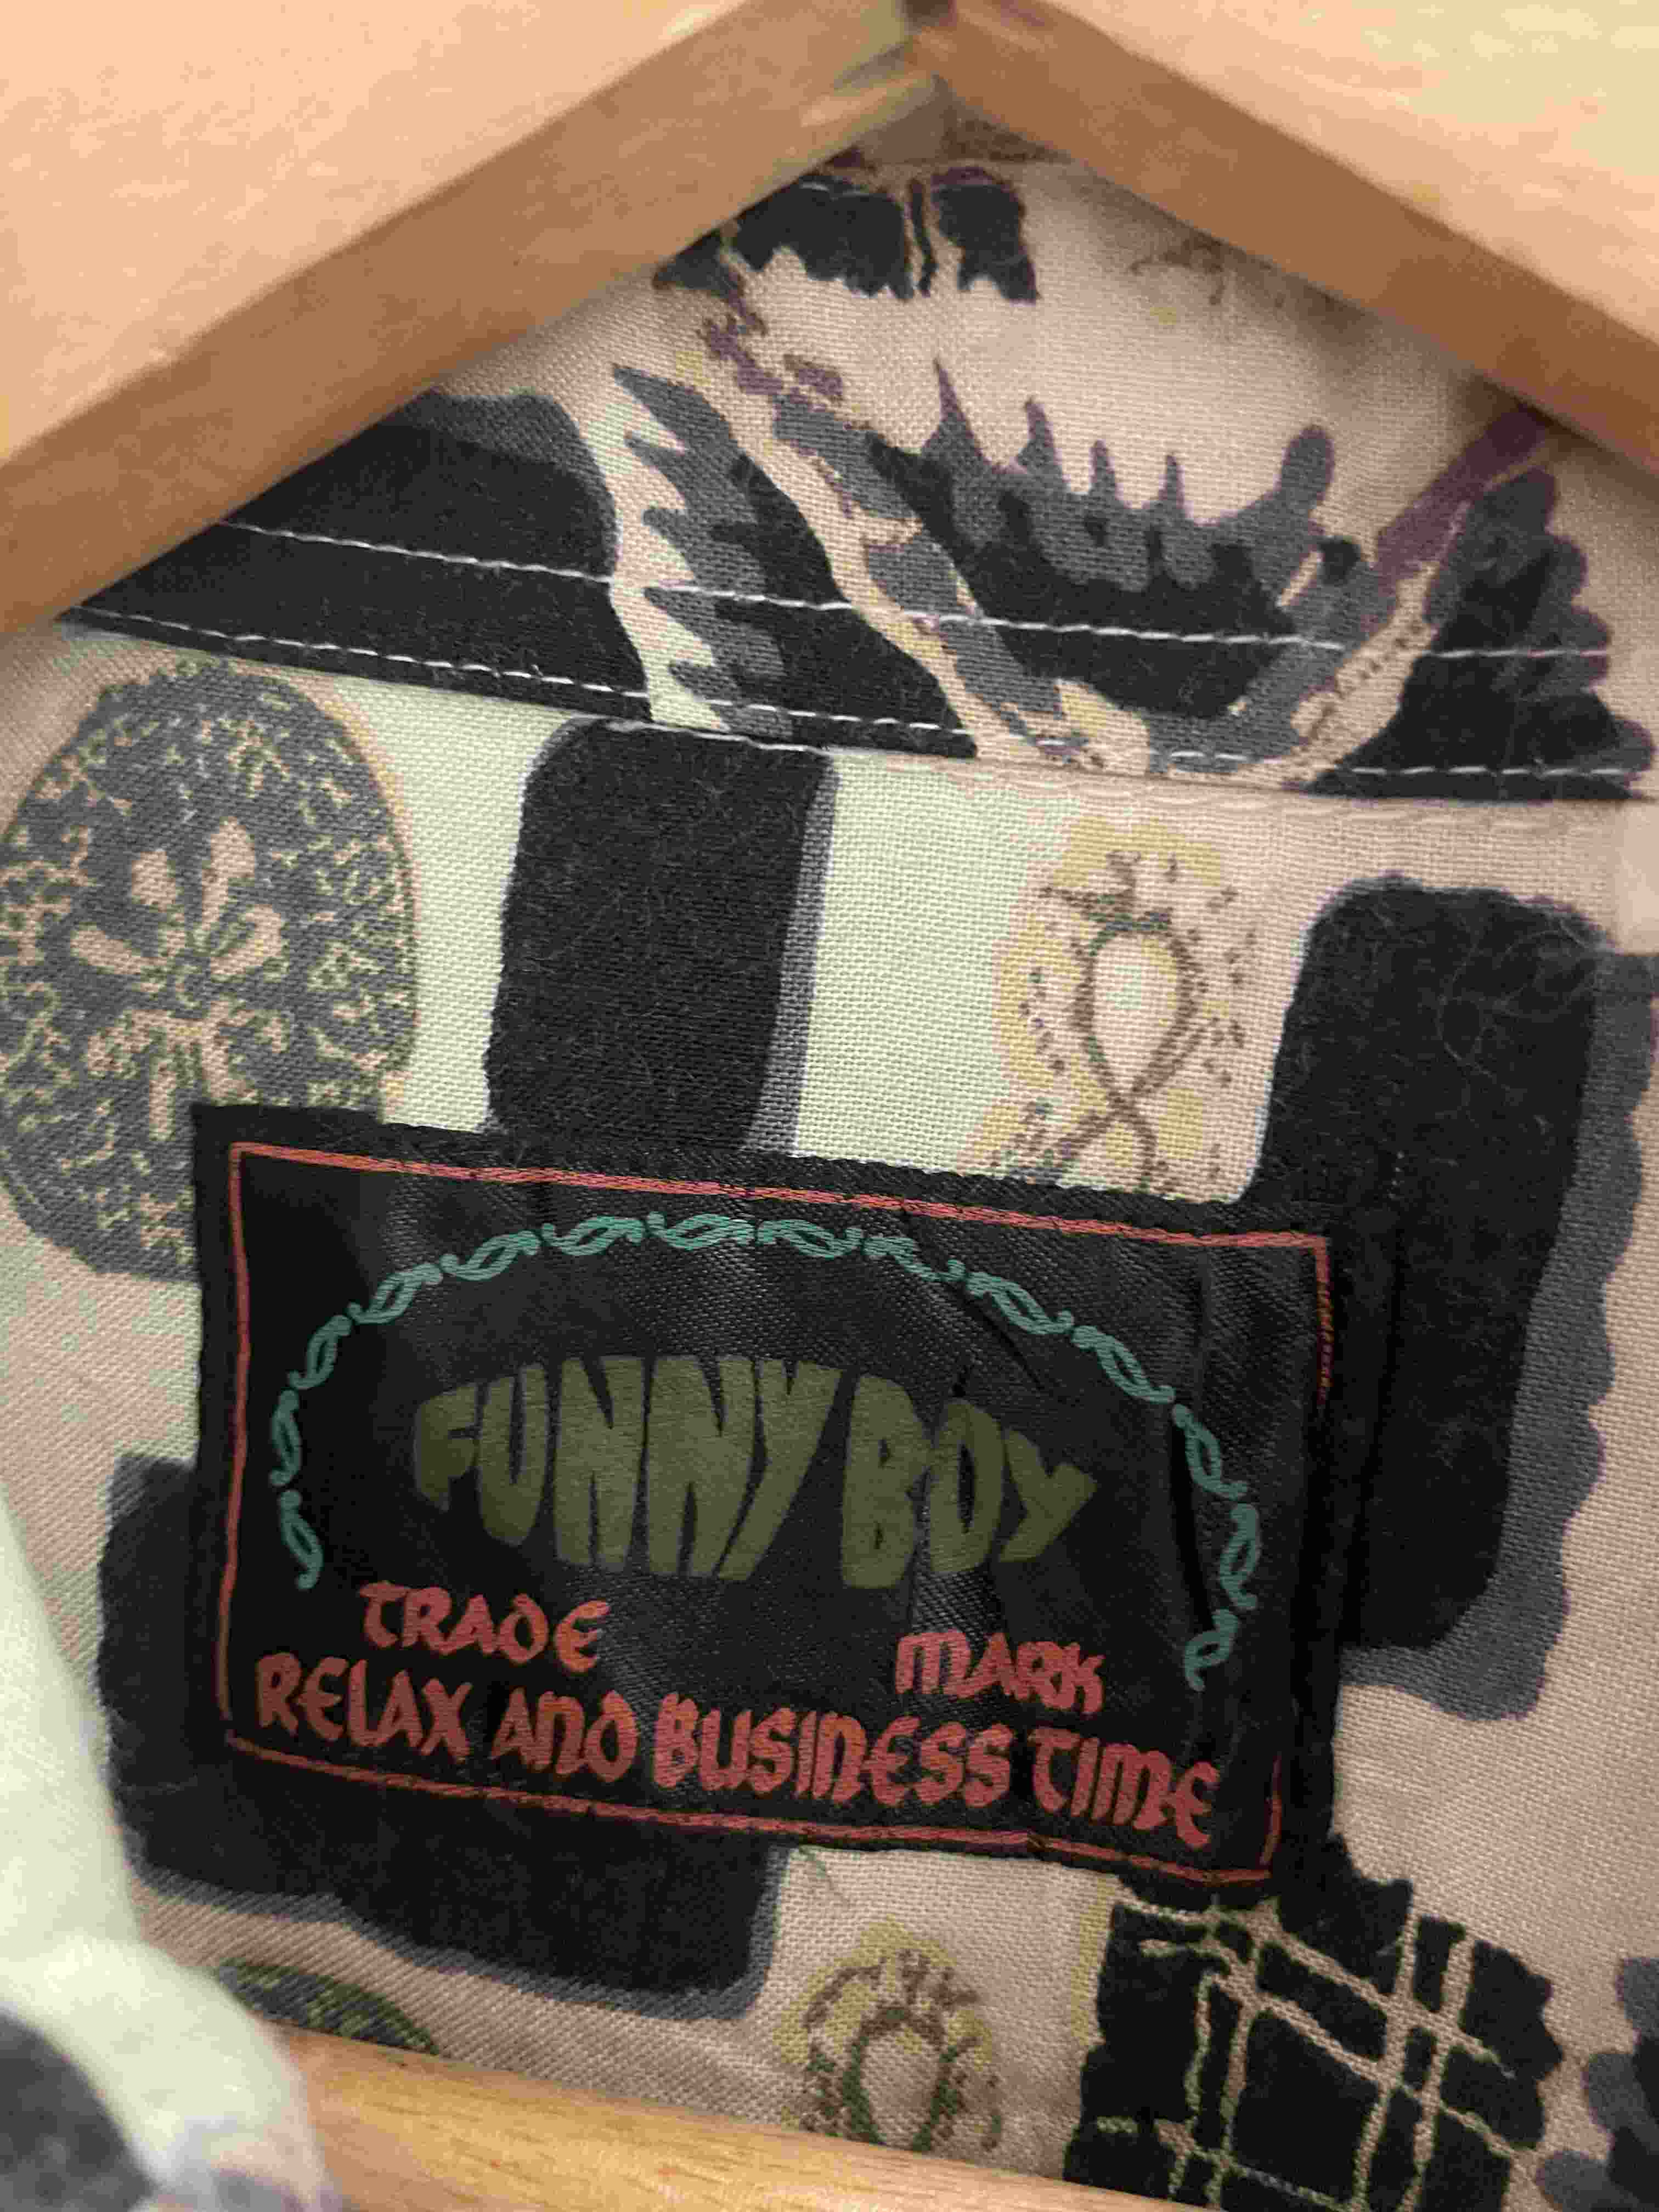 FUNNY BOY
TRADE MARK
RELAX AND BUSINESS TIME